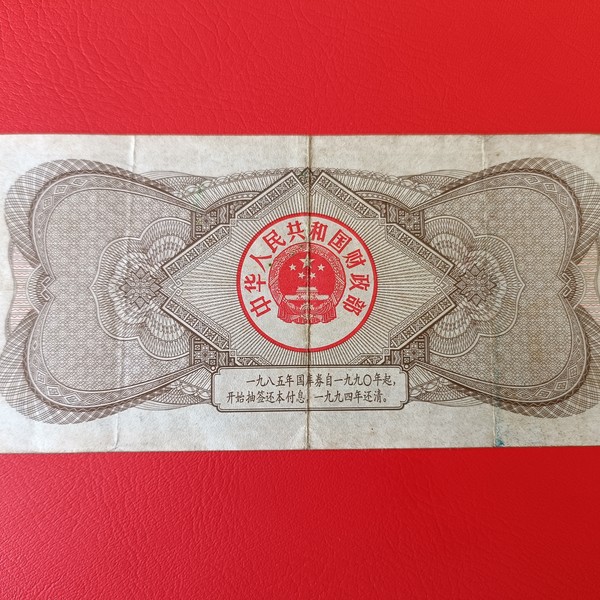 中华人民共和国财政部
一九八五年国库券自一九九〇年起，
开始抽签还本付息，一九九四年还清。